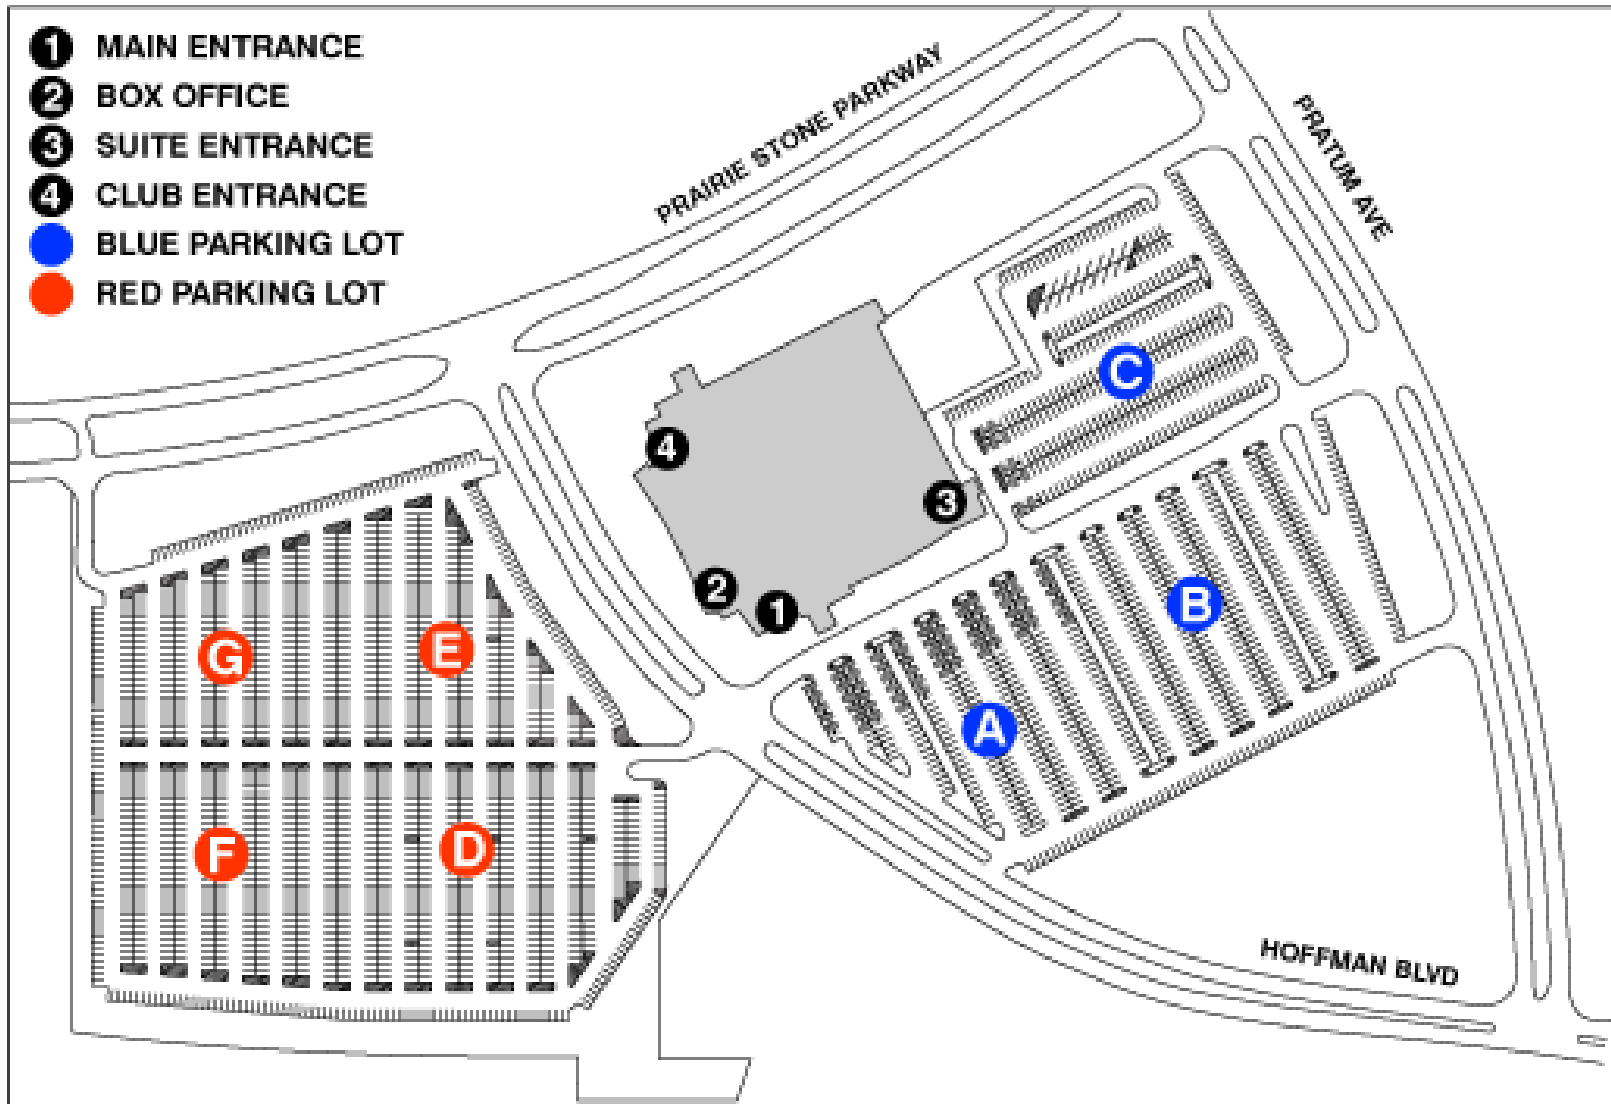 1 MAIN ENTRANCE
2 BOX OFFICE
3 SUITE ENTRANCE
4 CLUB ENTRANCE
BLUE PARKING LOT
RED PARKING LOT
PRAIRIE STONE PARKWAY
PRATUM AVE
C
4
3
2
1
B
G
E
A
F
D
HOFFMAN BLVD